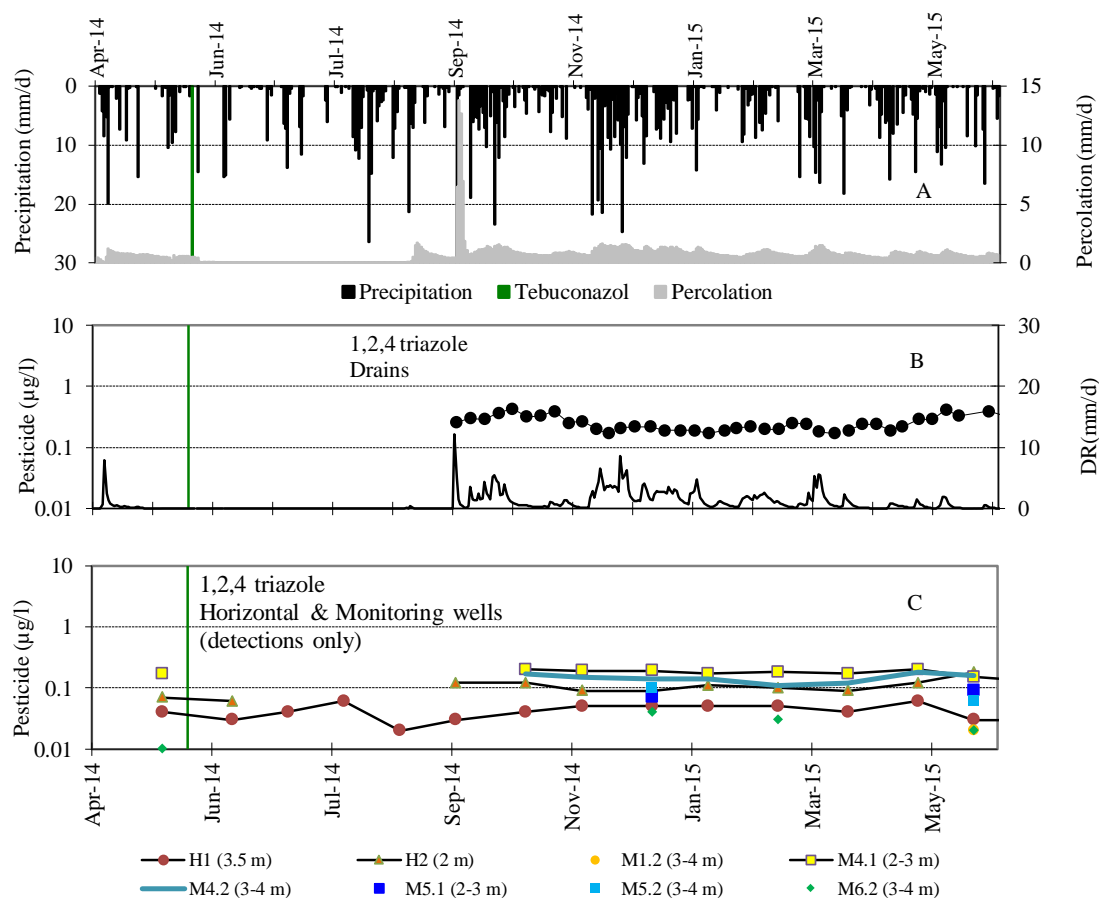 Apr-14 Jun-14 Jul-14 Sep-14 Nov-14 Jan-15 Mar-15 May-15
Precipitation (mm/d)
0
10
20
30
15
10
5
0
Percolation (mm/d)
A
Precipitation Tebuconazol Percolation
Pesticide (µg/l)
10
1
0.1
0.01
1,2,4 triazole
Drains
B
30
20
10
0
DR(mm/d)
Pesticide (µg/l)
10
1
0.1
0.01
1,2,4 triazole
Horizontal & Monitoring wells
(detections only)
C
Apr-14 Jun-14 Jul-14 Sep-14 Nov-14 Jan-15 Mar-15 May-15
H1 (3.5 m) H2 (2 m) M1.2 (3-4 m) M4.1 (2-3 m)
M4.2 (3-4 m) M5.1 (2-3 m) M5.2 (3-4 m) M6.2 (3-4 m)